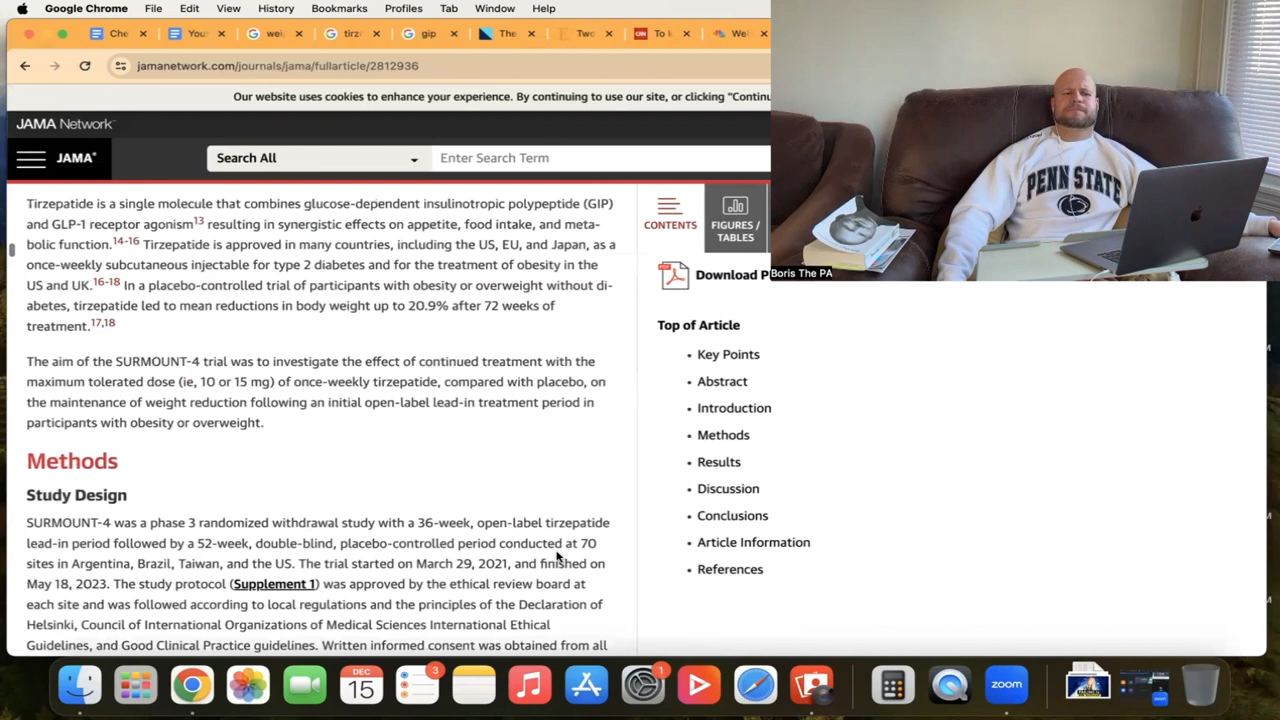 Google Chrome File Edit View History Bookmarks Profiles Tab Window Help
Che
You
wei
tirz
gip
The
Two
To l
Wei
jamanetwork.com/journals/jama/fullarticle/2812936
Our website uses cookies to enhance your experience. By continuing to use our site, or clicking "Continu
JAMA Network
JAMA
Search All
Enter Search Term
Tirzepatide is a single molecule that combines glucose-dependent insulinotropic polypeptide (GIP)
and GLP-1 receptor agonism13 resulting in synergistic effects on appetite, food intake, and meta-
bolic function.14-16 Tirzepatide is approved in many countries, including the US, EU, and Japan, as a
once-weekly subcutaneous injectable for type 2 diabetes and for the treatment of obesity in the
US and UK.16-18 In a placebo-controlled trial of participants with obesity or overweight without di-
abetes, tirzepatide led to mean reductions in body weight up to 20.9% after 72 weeks of
treatment.17,18
The aim of the SURMOUNT-4 trial was to investigate the effect of continued treatment with the
maximum tolerated dose (ie, 10 or 15 mg) of once-weekly tirzepatide, compared with placebo, on
the maintenance of weight reduction following an initial open-label lead-in treatment period in
participants with obesity or overweight.
Methods
Study Design
SURMOUNT-4 was a phase 3 randomized withdrawal study with a 36-week, open-label tirzepatide
lead-in period followed by a 52-week, double-blind, placebo-controlled period conducted at 70
sites in Argentina, Brazil, Taiwan, and the US. The trial started on March 29, 2021, and finished on
May 18, 2023. The study protocol (Supplement 1) was approved by the ethical review board at
each site and was followed according to local regulations and the principles of the Declaration of
Helsinki, Council of International Organizations of Medical Sciences International Ethical
Guidelines, and Good Clinical Practice guidelines. Written informed consent was obtained from all
CONTENTS
FIGURES /
TABLES
PDF
Download P
Top of Article
• Key Points
• Abstract
• Introduction
• Methods
• Results
• Discussion
• Conclusions
• Article Information
• References
PENN STATE
Boris The PA
DEC
15
3
1
zoom